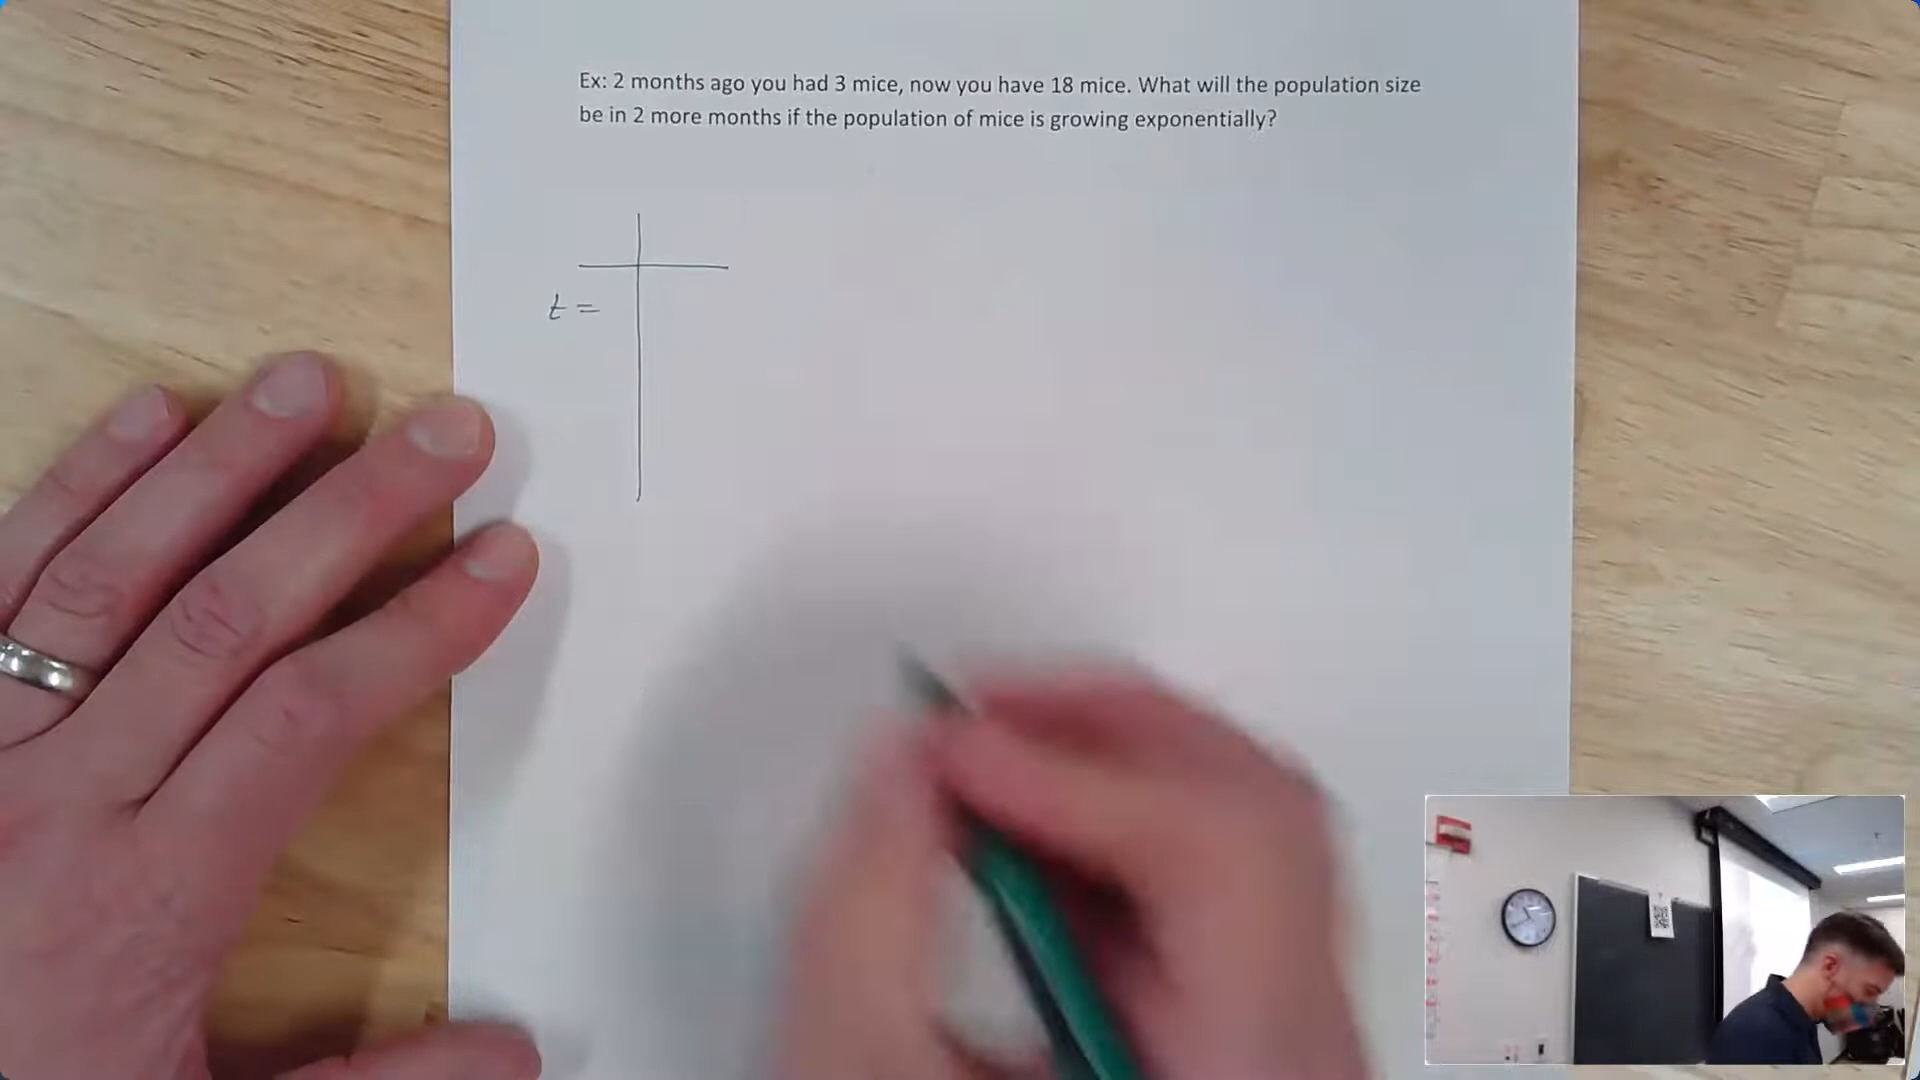 Ex: 2 months ago you had 3 mice, now you have 18 mice. What will the population size
be in 2 more months if the population of mice is growing exponentially?
t =